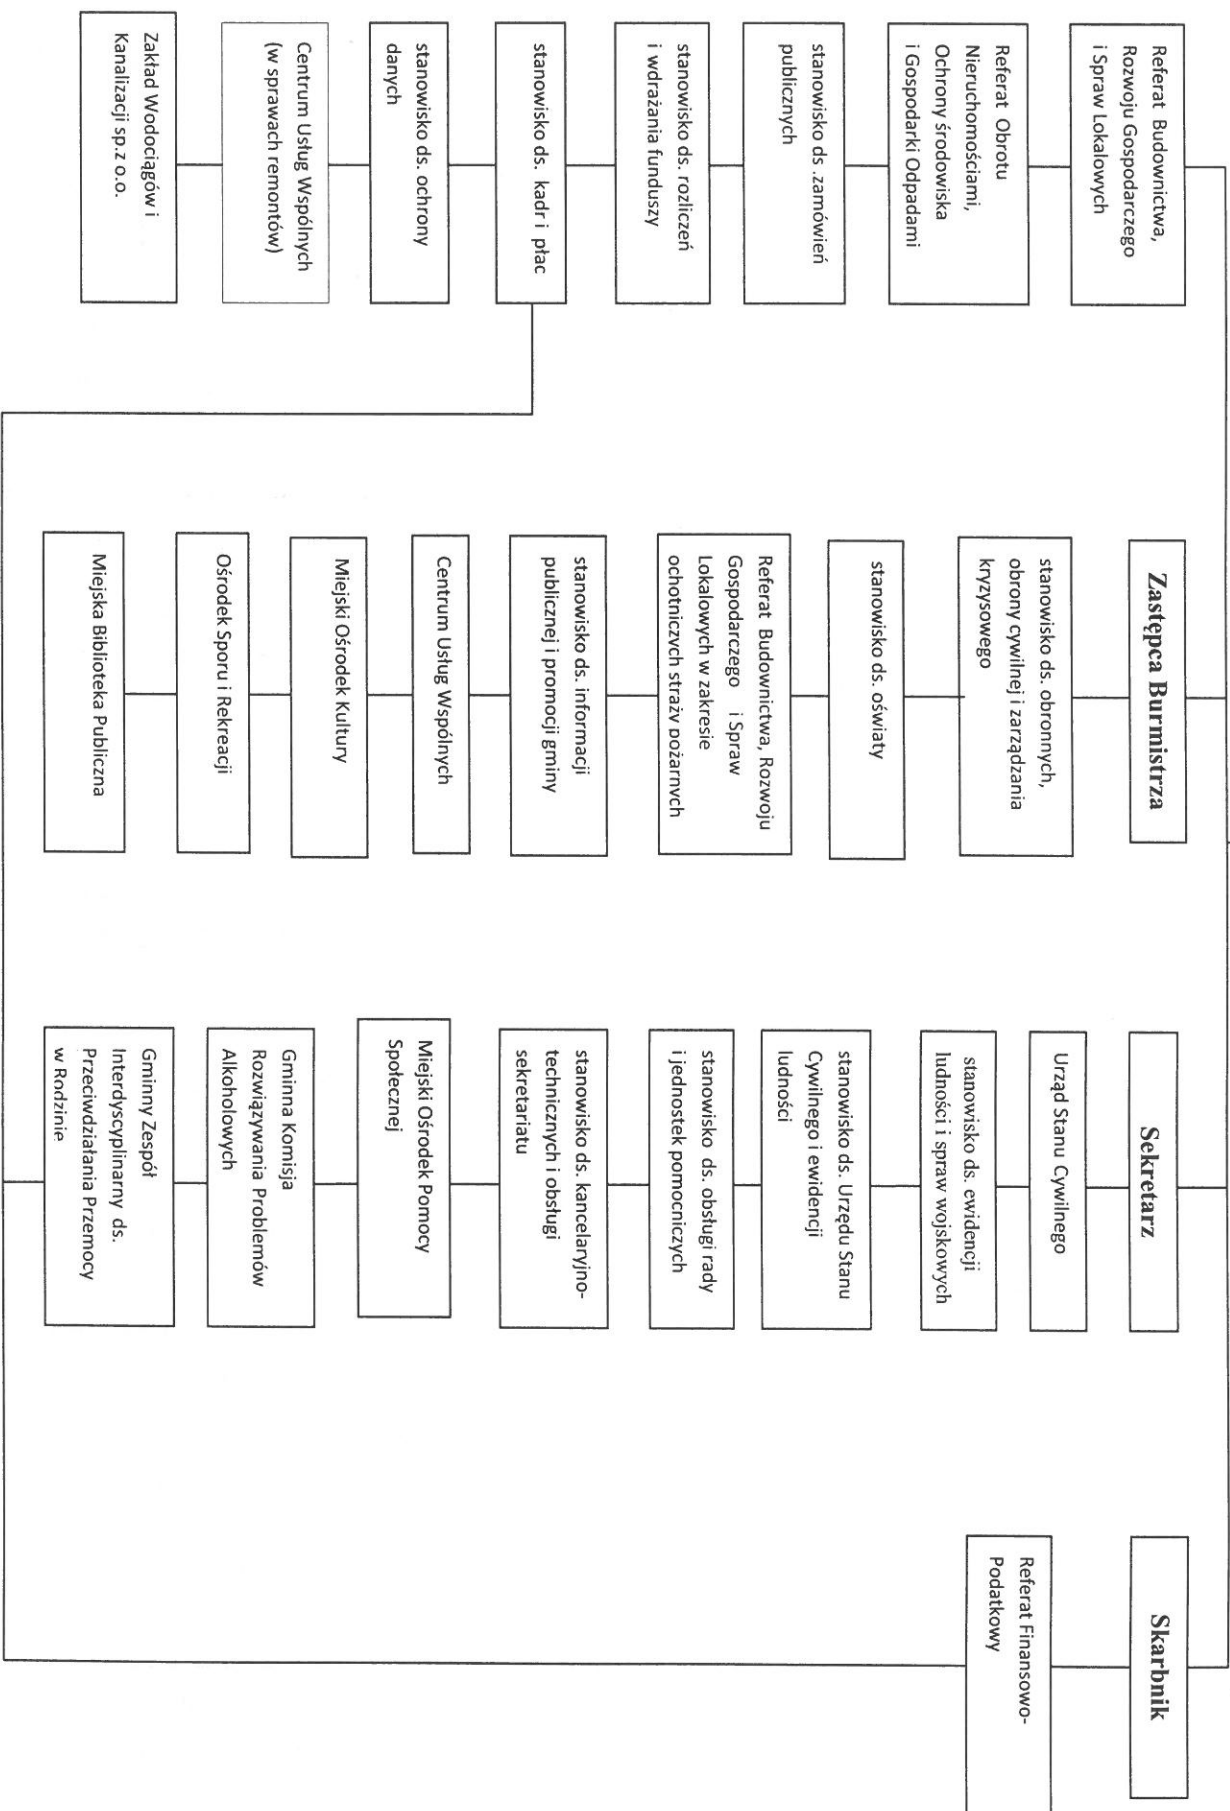 Referat Budownictwa,
Rozwoju Gospodarczego
i Spraw Lokalowych
Referat Obrotu
Nieruchomościami,
Ochrony środowiska
i Gospodarki Odpadami
stanowisko ds .zamówień
publicznych
stanowisko ds. rozliczeń
i wdrażania funduszy
stanowisko ds. kadr i płac
stanowisko ds. ochrony
danych
Centrum Usług Wspólnych
(w sprawach remontów)
Zakład Wodociągów i
Kanalizacji sp.z o.o.
Zastępca Burmistrza
stanowisko ds. obronnych,
obrony cywilnej i zarządzania
kryzysowego
stanowisko ds. oświaty
Referat Budownictwa, Rozwoju
Gospodarczego i Spraw
Lokalowych w zakresie
ochotniczych straży pożarnych
stanowisko ds. informacji
publicznej i promocji gminy
Centrum Usług Wspólnych
Miejski Ośrodek Kultury
Ośrodek Sporu i Rekreacji
Miejska Biblioteka Publiczna
Sekretarz
Urząd Stanu Cywilnego
stanowisko ds. ewidencji
ludności i spraw wojskowych
stanowisko ds. Urzędu Stanu
Cywilnego i ewidencji
ludności
stanowisko ds. obsługi rady
i jednostek pomocniczych
stanowisko ds. kancelaryjno-
technicznych i obsługi
sekretariatu
Miejski Ośrodek Pomocy
Społecznej
Gminna Komisja
Rozwiązywania Problemów
Alkoholowych
Gminny Zespół
Interdyscyplinarny ds.
Przeciwdziałania Przemocy
w Rodzinie
Skarbnik
Referat Finansowo-
Podatkowy